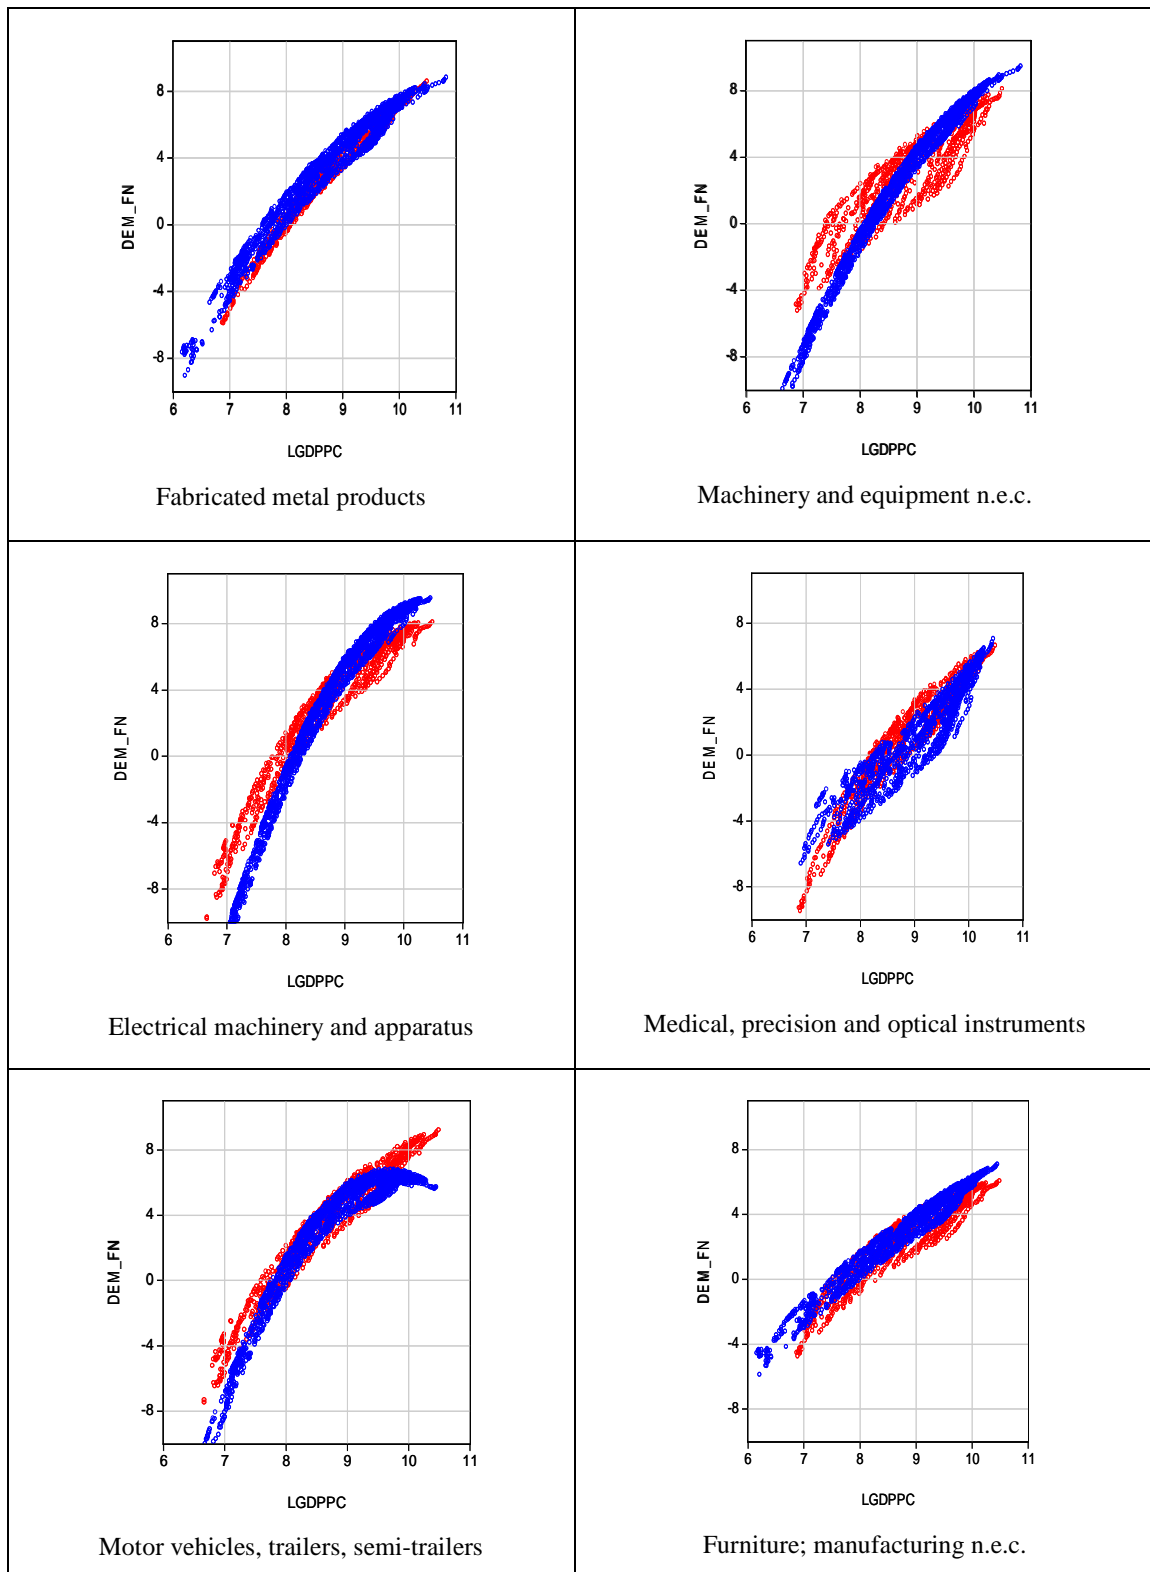 8
4
0
-4
-8
DEM_FN
6 7 8 9 10 11
LGDPPC
Fabricated metal products
8
4
0
-4
-8
DEM_FN
6 7 8 9 10 11
LGDPPC
Machinery and equipment n.e.c.
8
4
0
-4
-8
DEM_FN
6 7 8 9 10 11
LGDPPC
Electrical machinery and apparatus
8
4
0
-4
-8
DEM_FN
6 7 8 9 10 11
LGDPPC
Medical, precision and optical instruments
8
4
0
-4
-8
DEM_FN
6 7 8 9 10 11
LGDPPC
Motor vehicles, trailers, semi-trailers
8
4
0
-4
-8
DEM_FN
6 7 8 9 10 11
LGDPPC
Furniture; manufacturing n.e.c.